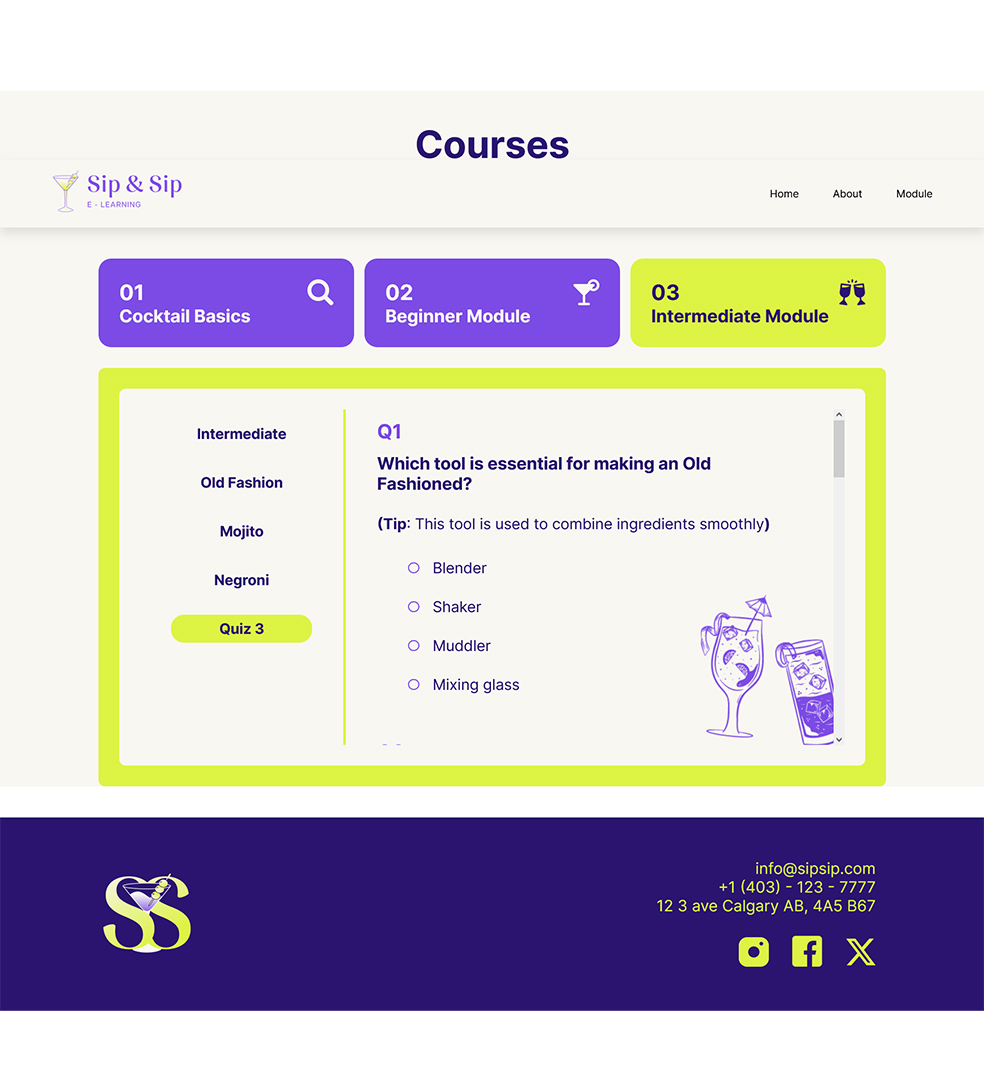 Courses
Sip & Sip
E - LEARNING
Home
About
Module
01
Cocktail Basics
02
Beginner Module
03
Intermediate Module
Intermediate
Old Fashion
Mojito
Negroni
Quiz 3
Q1
Which tool is essential for making an Old
Fashioned?
(Tip: This tool is used to combine ingredients smoothly)
Blender
Shaker
Muddler
Mixing glass
SS
info@sipsip.com
+1 (403) - 123 - 7777
12 3 ave Calgary AB, 4A5 B67